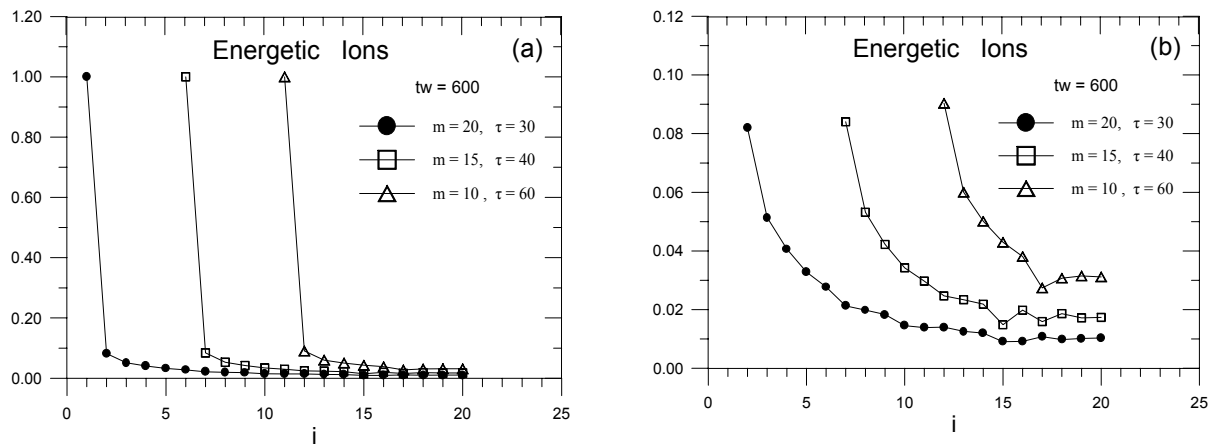 1.20
1.00
0.80
0.60
0.40
0.20
0.00
0 5 10 15 20 25
i
Energetic Ions
(a)
tw = 600
m = 20, τ = 30
m = 15, τ = 40
m = 10 , τ = 60
0.12
0.10
0.08
0.06
0.04
0.02
0.00
0 5 10 15 20 25
i
Energetic Ions
(b)
tw = 600
m = 20, τ = 30
m = 15, τ = 40
m = 10 , τ = 60